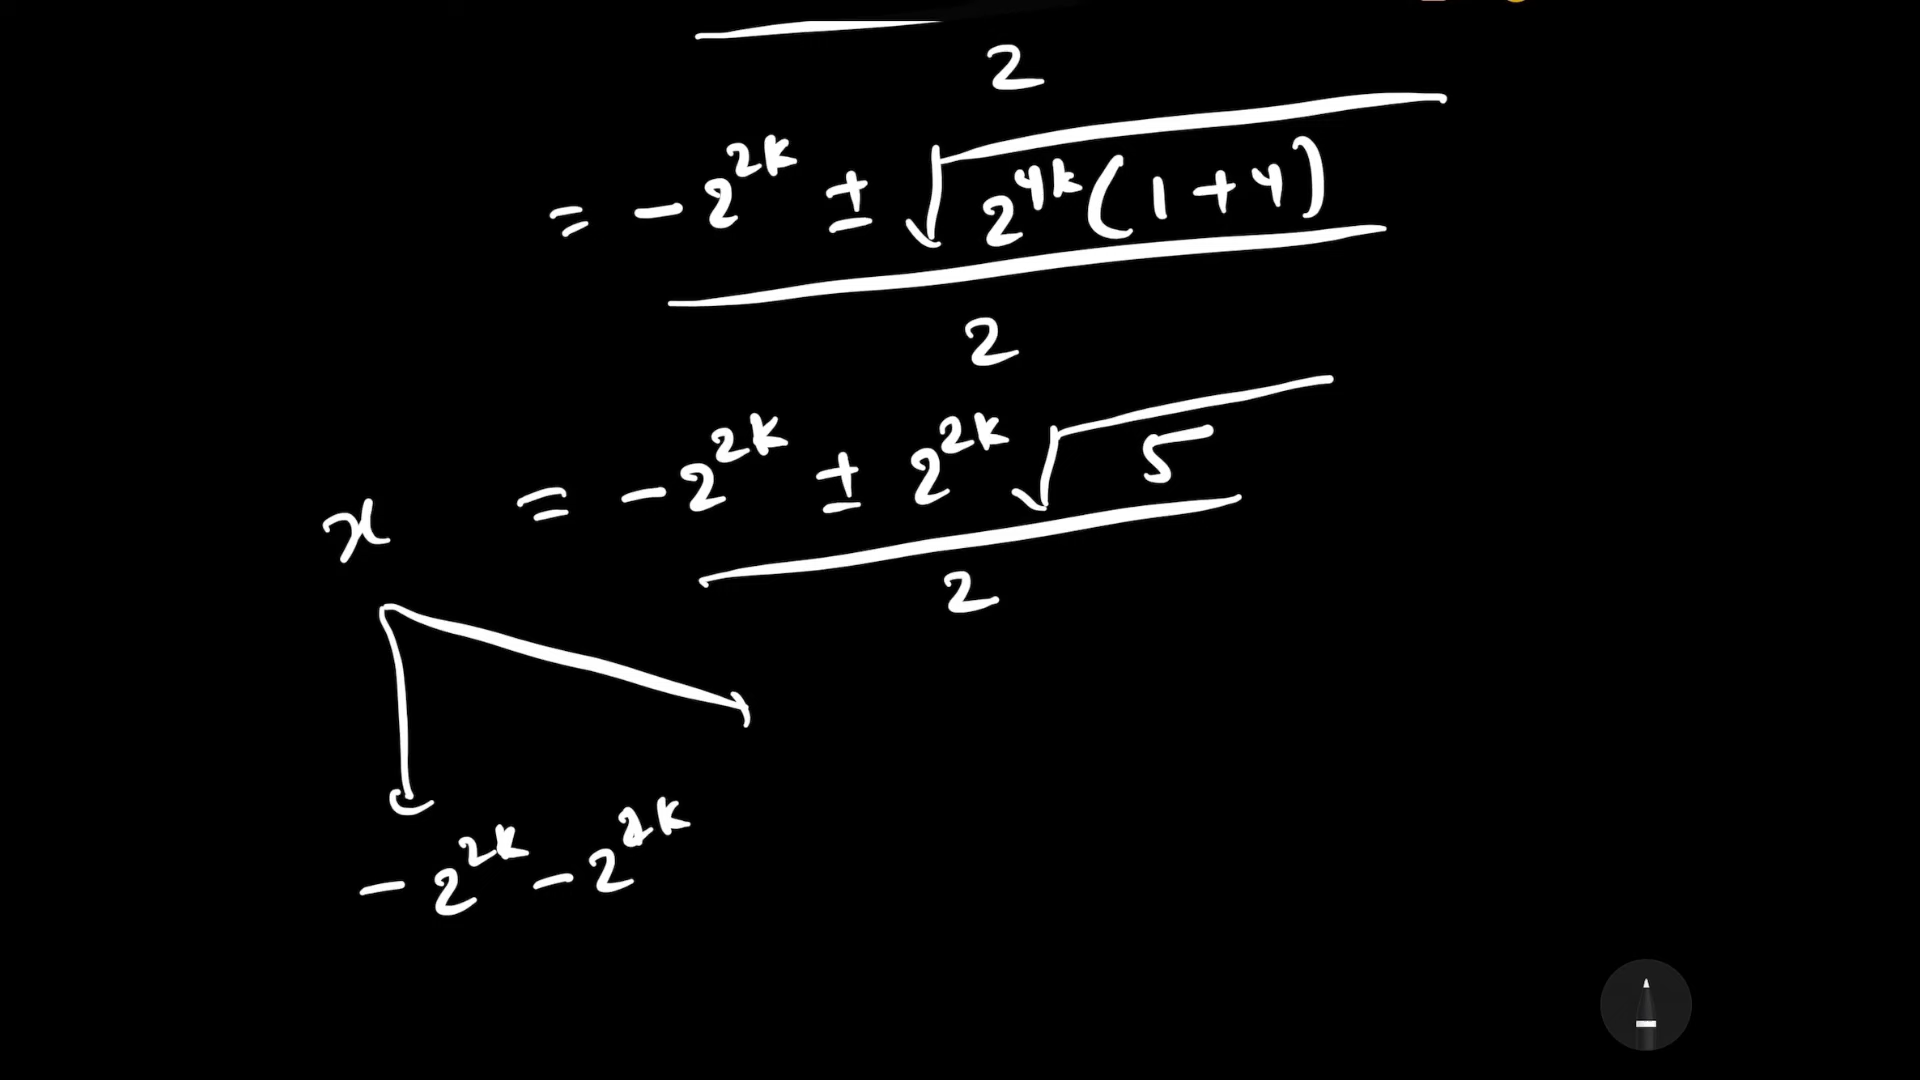 2
= -2^{2k} ± √(2^{4k}(1+4))
2
x = -2^{2k} ± 2^{2k} √5
2
-2^{2k} - 2^{2k}